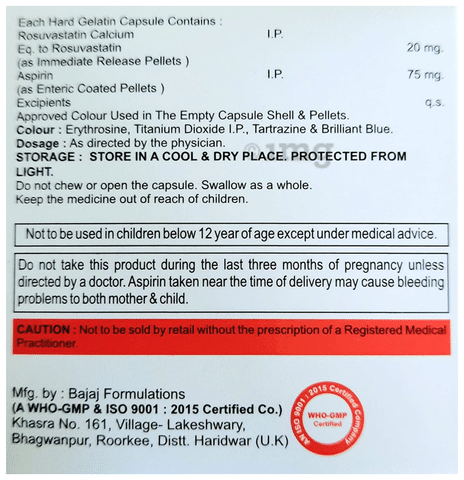 Each Hard Gelatin Capsule Contains :
Rosuvastatin Calcium I.P.
Eq. to Rosuvastatin 20 mg.
(as Immediate Release Pellets )
Aspirin I.P. 75 mg.
(as Enteric Coated Pellets )
Excipients q.s.
Approved Colour Used in The Empty Capsule Shell & Pellets.
Colour : Erythrosine, Titanium Dioxide I.P., Tartrazine & Brilliant Blue.
Dosage : As directed by the physician.
STORAGE : STORE IN A COOL & DRY PLACE. PROTECTED FROM
LIGHT.
1mg
Do not chew or open the capsule. Swallow as a whole.
Keep the medicine out of reach of children.
Not to be used in children below 12 year of age except under medical advice.
Do not take this product during the last three months of pregnancy unless
directed by a doctor. Aspirin taken near the time of delivery may cause bleeding
problems to both mother & child.
CAUTION : Not to be sold by retail without the prescription of a Registered Medical
Practitioner.
Mfg. by : Bajaj Formulations
(A WHO-GMP & ISO 9001 : 2015 Certified Co.)
Khasra No. 161, Village- Lakeshwary,
Bhagwanpur, Roorkee, Distt. Haridwar (U.K)
AN ISO 9001 : 2015 Certified Company
WHO-GMP
Certified